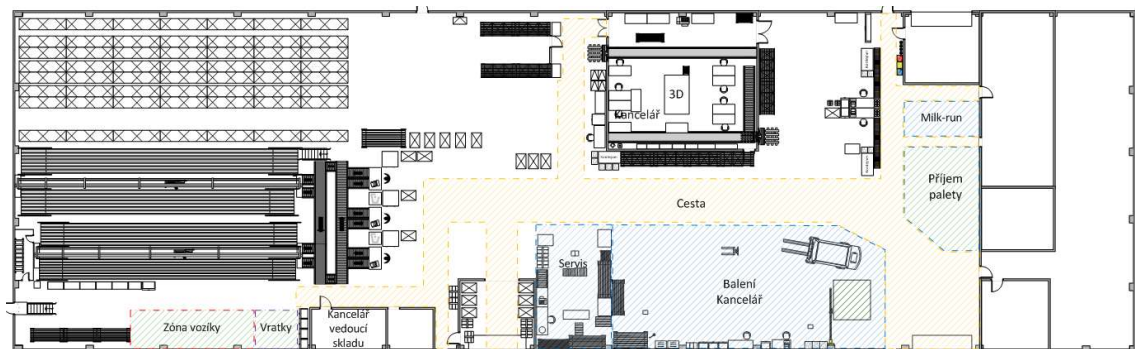 3D
Kancelář
Milk-run
Příjem
palety
Cesta
Servis
Balení
Kancelář
Zóna vozíky
Vratky
Kancelář
vedoucí
skladu